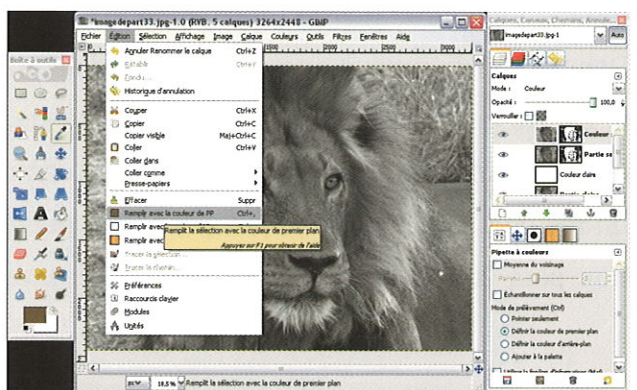 *imagedepart33.jpg-1.0 (RVB, 5 calques) 3264x2448 - GIMP
Fichier Édition Sélection Affichage Image Calque Couleurs Outils Filtres Fenêtres Aide
Boîte à outils
Annuler Renommer le calque Ctrl+Z
Rétablir Ctrl+Y
Fondu...
Historique d'annulation
Couper Ctrl+X
Copier Ctrl+C
Copier visible Maj+Ctrl+C
Coller Ctrl+V
Coller dans
Coller comme
Presse-papiers
Effacer Suppr
Remplir avec la couleur de PP Ctrl+,
Remplir avec
Remplir avec
Remplit la sélection avec la couleur de premier plan
Appuyez sur F1 pour obtenir de l'aide
Tracer la sélection...
Tracer le chemin...
Préférences
Raccourcis clavier
Modules
Unités
px 18,5 % Remplit la sélection avec la couleur de premier plan
Calques, Canaux, Chemins, Annule...
imagedepart33.jpg-1 Auto
Calques
Mode : Couleur
Opacité : 100,0
Verrouiller :
Couleur
Partie so
Couleur claire
Pipette à couleurs
Moyenne du voisinage
Échantillonner sur tous les calques
Mode de prélèvement (Ctrl)
Pointer seulement
Définir la couleur de premier plan
Définir la couleur d'arrière-plan
Ajouter à la palette